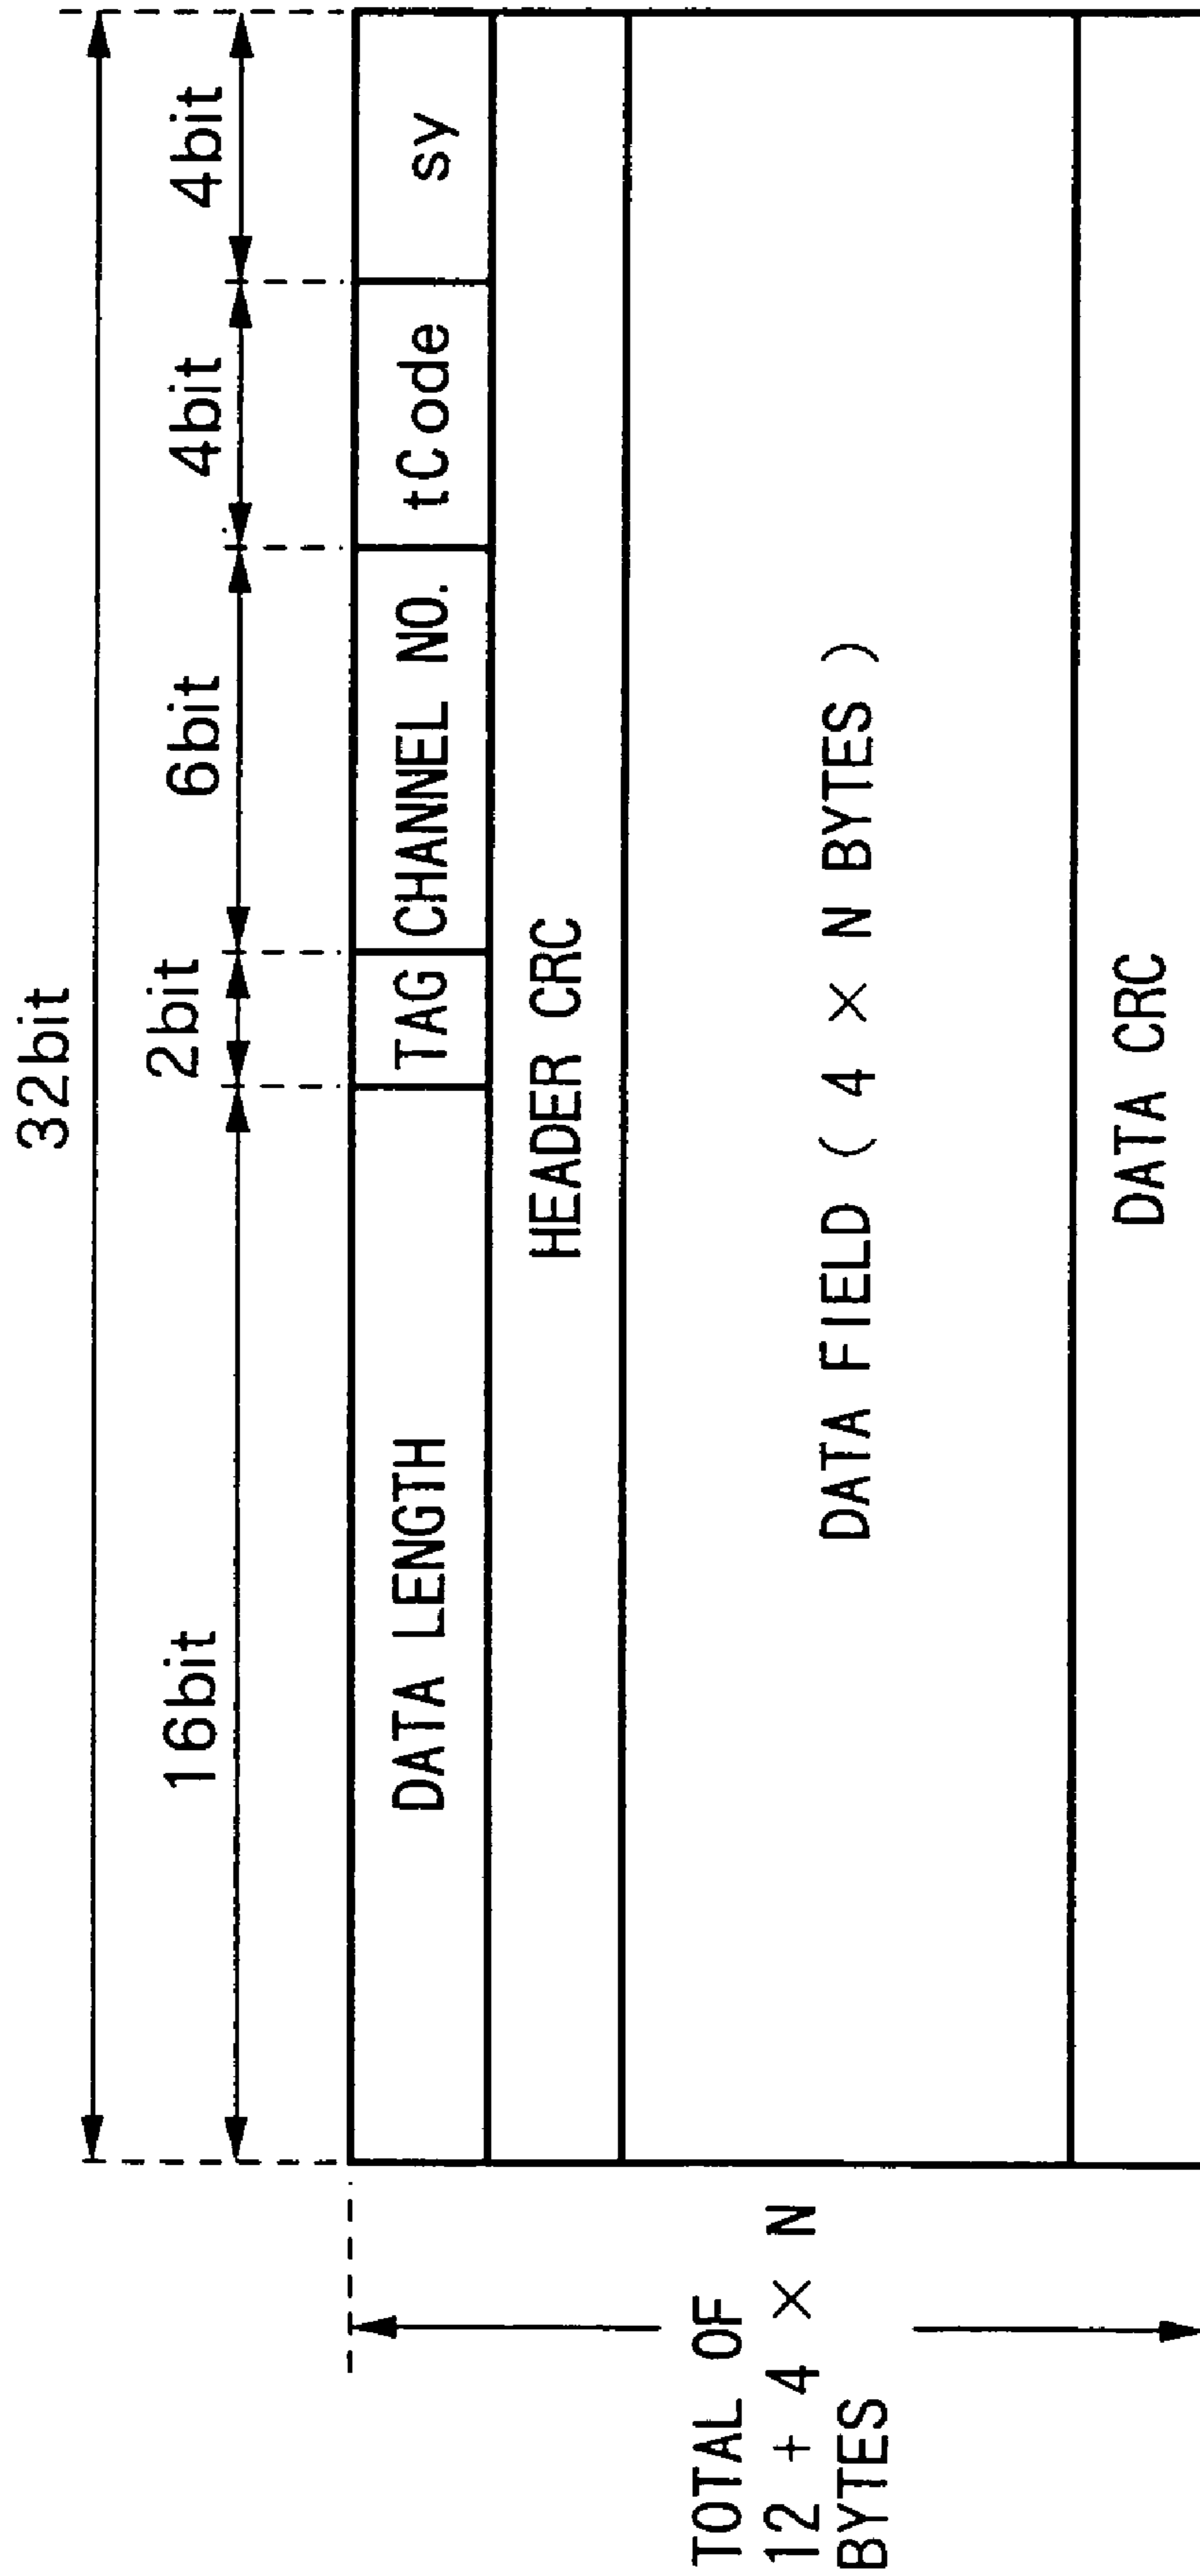 32bit
16bit
2bit
6bit
4bit
4bit
DATA LENGTH
TAG
CHANNEL NO.
tCode
sy
HEADER CRC
DATA FIELD ( 4 × N BYTES )
DATA CRC
TOTAL OF
12 + 4 × N
BYTES